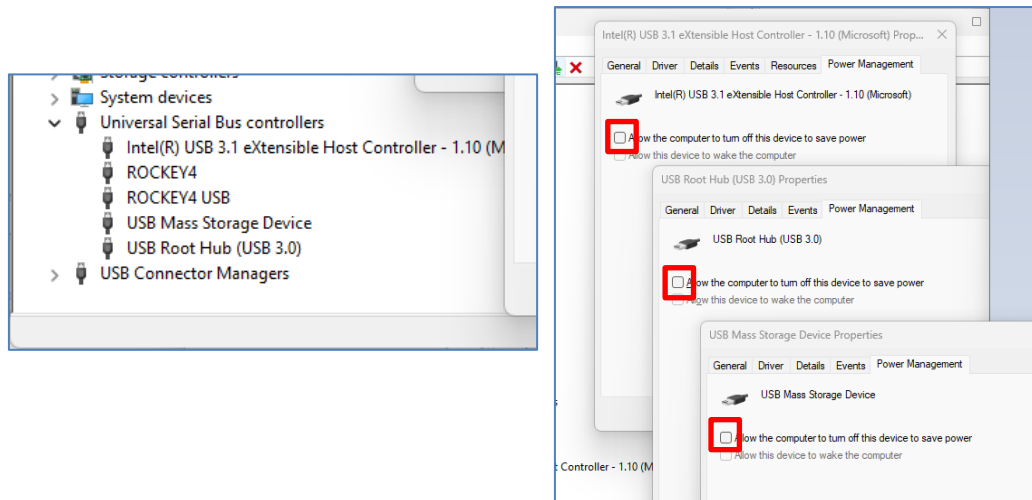 Storage controllers
System devices
Universal Serial Bus controllers
Intel(R) USB 3.1 eXtensible Host Controller - 1.10 (M
ROCKEY4
ROCKEY4 USB
USB Mass Storage Device
USB Root Hub (USB 3.0)
USB Connector Managers
Intel(R) USB 3.1 eXtensible Host Controller - 1.10 (Microsoft) Prop...
General Driver Details Events Resources Power Management
Intel(R) USB 3.1 eXtensible Host Controller - 1.10 (Microsoft)
Allow the computer to turn off this device to save power
Allow this device to wake the computer
USB Root Hub (USB 3.0) Properties
General Driver Details Events Power Management
USB Root Hub (USB 3.0)
Allow the computer to turn off this device to save power
Allow this device to wake the computer
USB Mass Storage Device Properties
General Driver Details Events Power Management
USB Mass Storage Device
Allow the computer to turn off this device to save power
Allow this device to wake the computer
t Controller - 1.10 (M